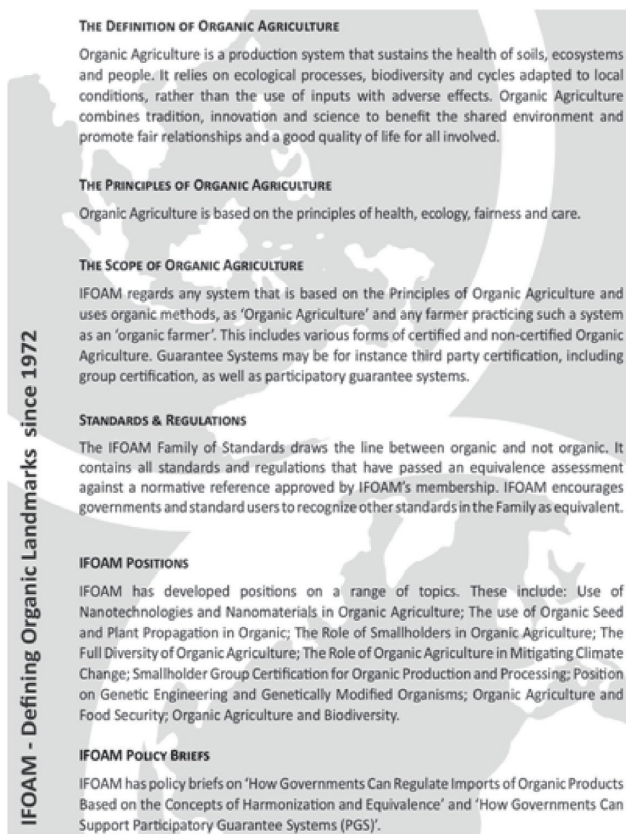 THE DEFINITION OF ORGANIC AGRICULTURE
Organic Agriculture is a production system that sustains the health of soils, ecosystems
and people. It relies on ecological processes, biodiversity and cycles adapted to local
conditions, rather than the use of inputs with adverse effects. Organic Agriculture
combines tradition, innovation and science to benefit the shared environment and
promote fair relationships and a good quality of life for all involved.
THE PRINCIPLES OF ORGANIC AGRICULTURE
Organic Agriculture is based on the principles of health, ecology, fairness and care.
THE SCOPE OF ORGANIC AGRICULTURE
IFOAM regards any system that is based on the Principles of Organic Agriculture and
uses organic methods, as ‘Organic Agriculture’ and any farmer practicing such a system
as an ‘organic farmer’. This includes various forms of certified and non-certified Organic
Agriculture. Guarantee Systems may be for instance third party certification, including
group certification, as well as participatory guarantee systems.
STANDARDS & REGULATIONS
The IFOAM Family of Standards draws the line between organic and not organic. It
contains all standards and regulations that have passed an equivalence assessment
against a normative reference approved by IFOAM’s membership. IFOAM encourages
governments and standard users to recognize other standards in the Family as equivalent.
IFOAM POSITIONS
IFOAM has developed positions on a range of topics. These include: Use of
Nanotechnologies and Nanomaterials in Organic Agriculture; The use of Organic Seed
and Plant Propagation in Organic; The Role of Smallholders in Organic Agriculture; The
Full Diversity of Organic Agriculture; The Role of Organic Agriculture in Mitigating Climate
Change; Smallholder Group Certification for Organic Production and Processing; Position
on Genetic Engineering and Genetically Modified Organisms; Organic Agriculture and
Food Security; Organic Agriculture and Biodiversity.
IFOAM POLICY BRIEFS
IFOAM has policy briefs on ‘How Governments Can Regulate Imports of Organic Products
Based on the Concepts of Harmonization and Equivalence’ and ‘How Governments Can
Support Participatory Guarantee Systems (PGS)’.
IFOAM - Defining Organic Landmarks since 1972